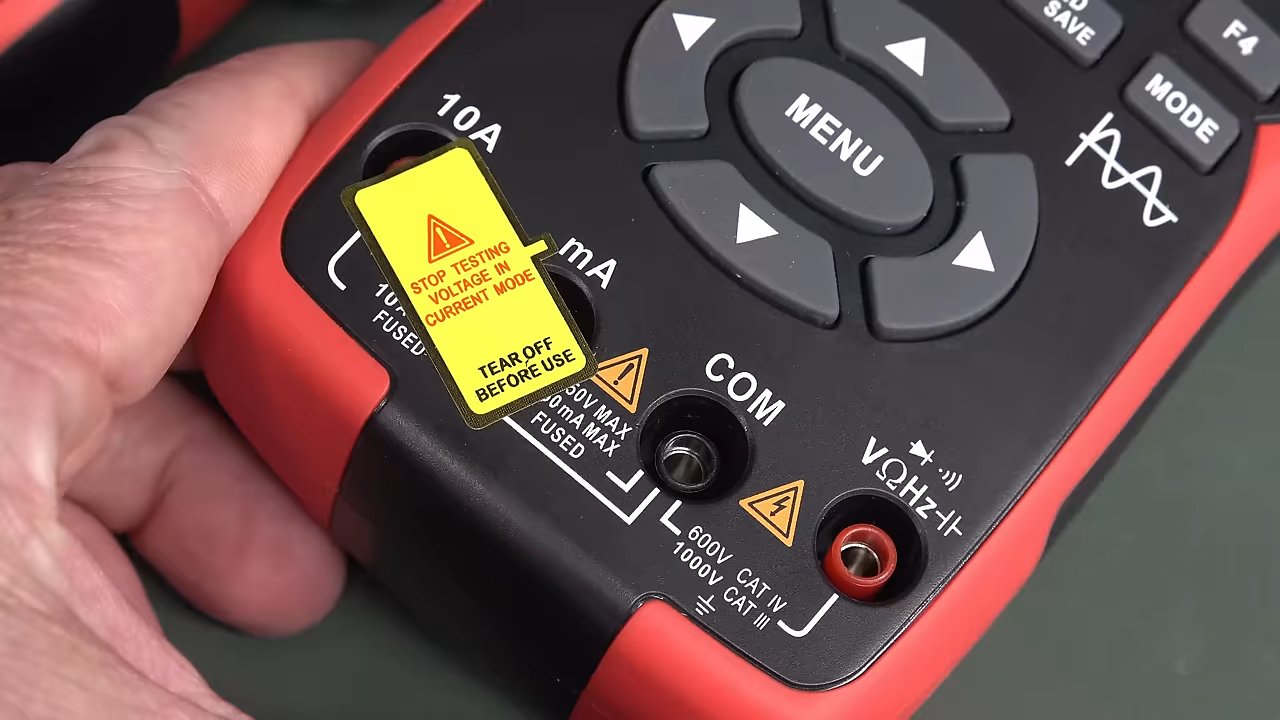 SAVE
F4
MODE
MENU
10A
mA
STOP TESTING
VOLTAGE IN
CURRENT MODE
TEAR OFF
BEFORE USE
FUSED
MAX
mA MAX
FUSED
COM
VΩHz
600V CAT IV
1000V CAT III